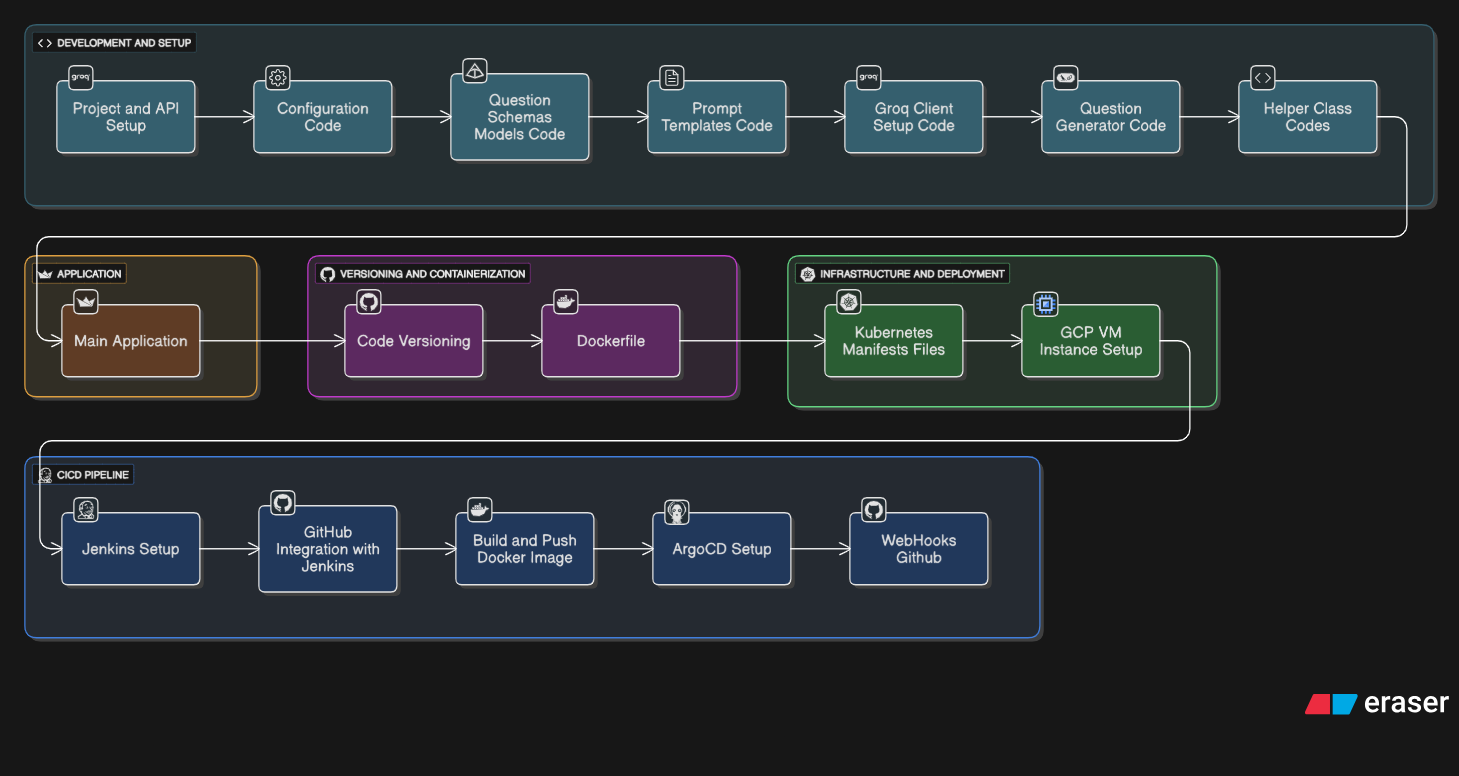 DEVELOPMENT AND SETUP
groq
Project and API
Setup
Configuration
Code
Question
Schemas
Models Code
Prompt
Templates Code
groq
Groq Client
Setup Code
Question
Generator Code
Helper Class
Codes
APPLICATION
Main Application
VERSIONING AND CONTAINERIZATION
Code Versioning
Dockerfile
INFRASTRUCTURE AND DEPLOYMENT
Kubernetes
Manifests Files
GCP VM
Instance Setup
CICD PIPELINE
Jenkins Setup
GitHub
Integration with
Jenkins
Build and Push
Docker Image
ArgoCD Setup
WebHooks
Github
eraser